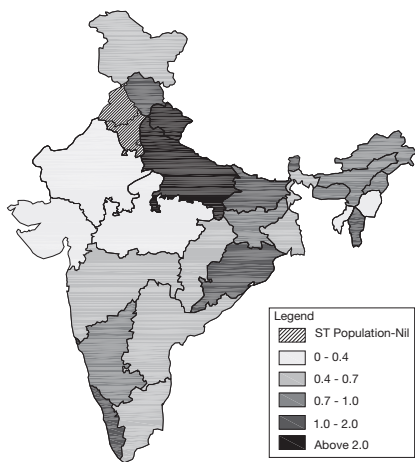 Legend
ST Population-Nil
0 - 0.4
0.4 - 0.7
0.7 - 1.0
1.0 - 2.0
Above 2.0